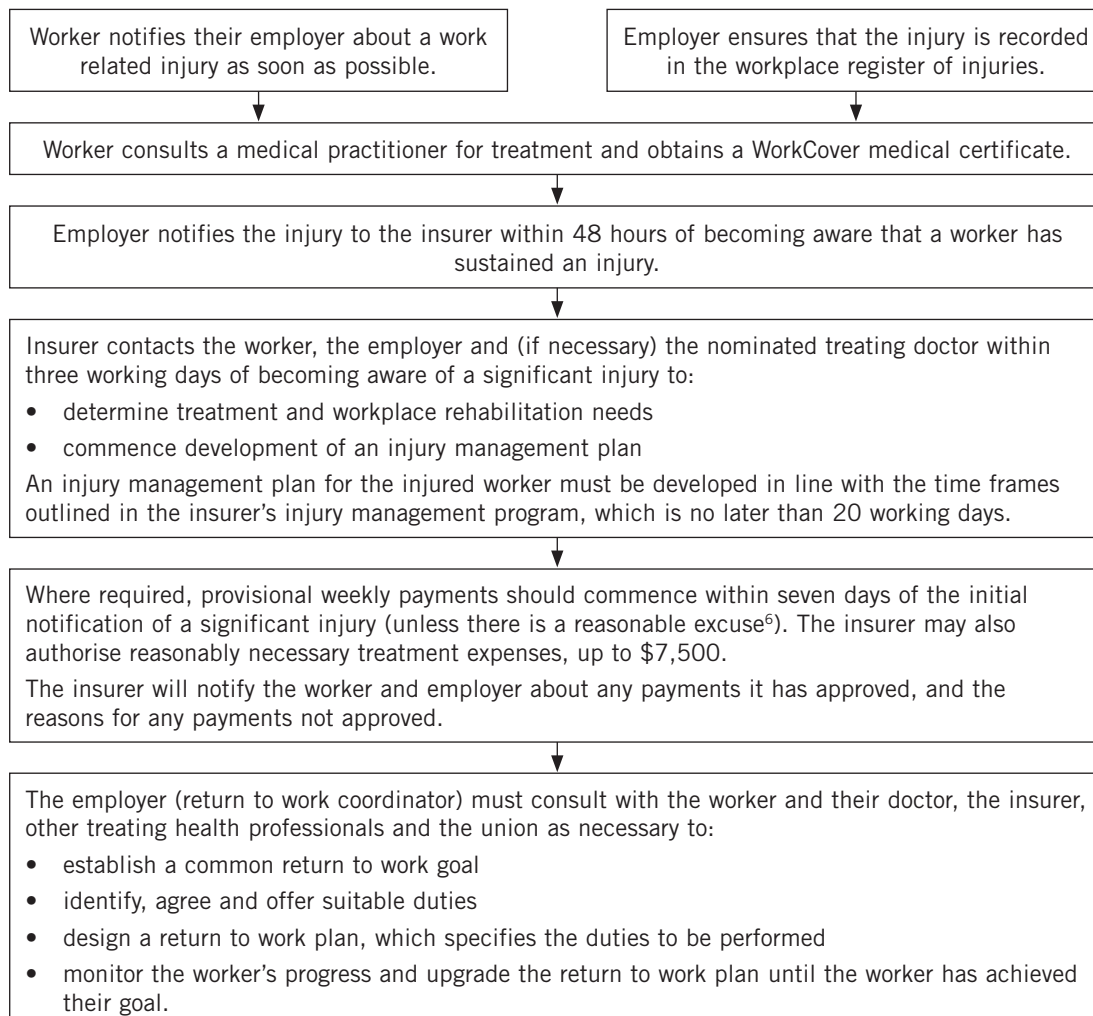 Worker notifies their employer about a work
related injury as soon as possible.
Employer ensures that the injury is recorded
in the workplace register of injuries.
Worker consults a medical practitioner for treatment and obtains a WorkCover medical certificate.
Employer notifies the injury to the insurer within 48 hours of becoming aware that a worker has
sustained an injury.
Insurer contacts the worker, the employer and (if necessary) the nominated treating doctor within
three working days of becoming aware of a significant injury to:
• determine treatment and workplace rehabilitation needs
• commence development of an injury management plan
An injury management plan for the injured worker must be developed in line with the time frames
outlined in the insurer's injury management program, which is no later than 20 working days.
Where required, provisional weekly payments should commence within seven days of the initial
notification of a significant injury (unless there is a reasonable excuse⁶). The insurer may also
authorise reasonably necessary treatment expenses, up to $7,500.
The insurer will notify the worker and employer about any payments it has approved, and the
reasons for any payments not approved.
The employer (return to work coordinator) must consult with the worker and their doctor, the insurer,
other treating health professionals and the union as necessary to:
• establish a common return to work goal
• identify, agree and offer suitable duties
• design a return to work plan, which specifies the duties to be performed
• monitor the worker's progress and upgrade the return to work plan until the worker has achieved
their goal.